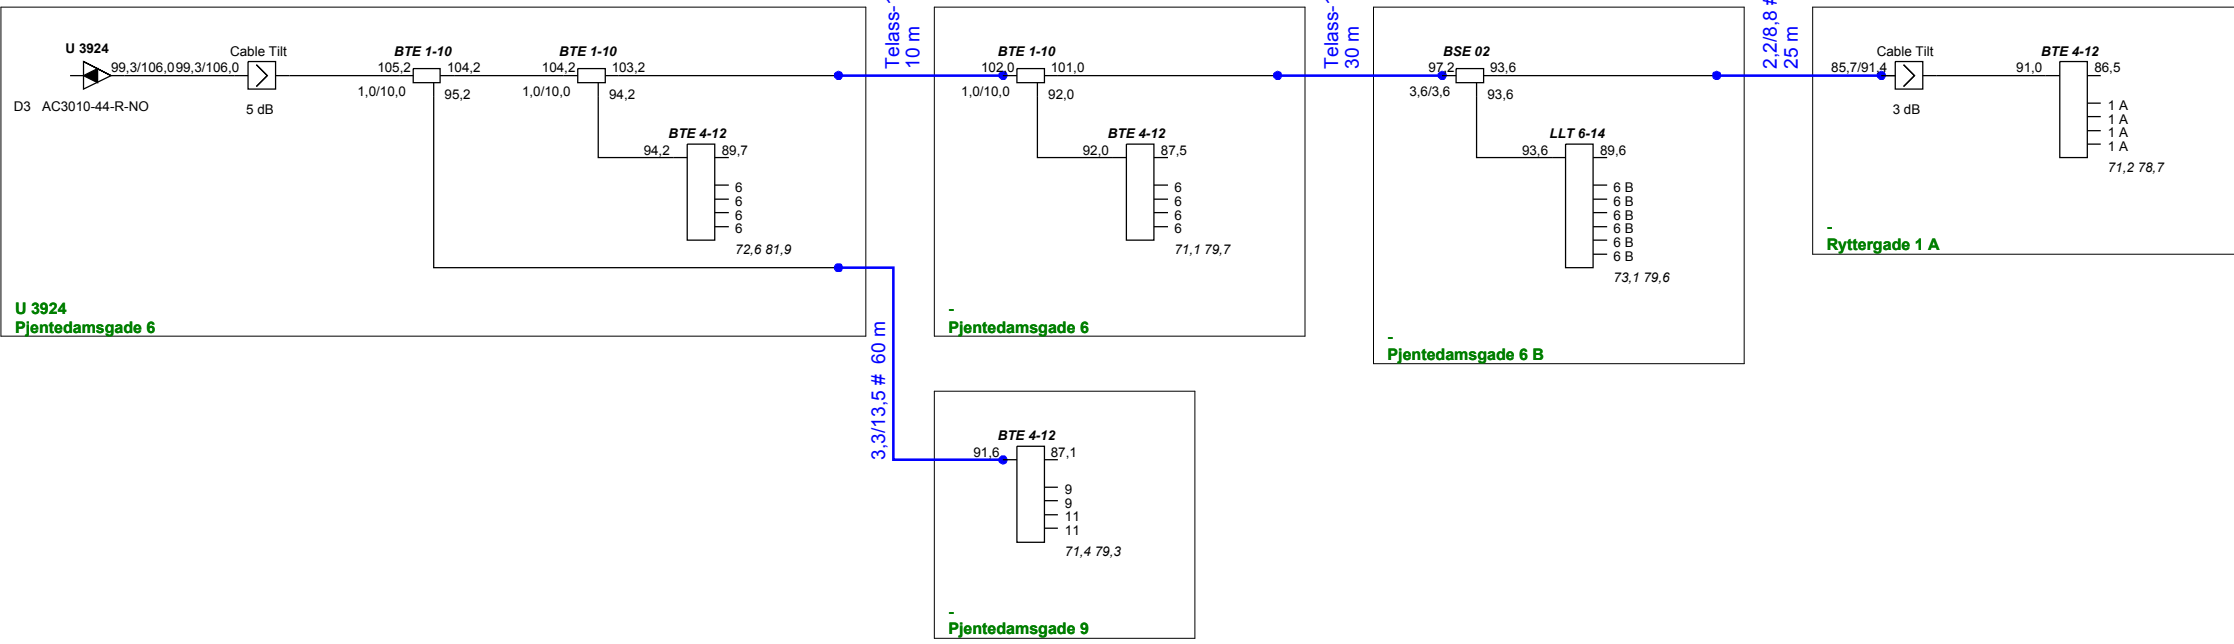 U 3924
99,3/106,0
99,3/106,0
Cable Tilt
5 dB
D3 AC3010-44-R-NO
BTE 1-10
105,2
104,2
1,0/10,0
95,2
BTE 1-10
104,2
103,2
1,0/10,0
94,2
BTE 4-12
94,2
89,7
6
6
6
6
72,6 81,9
U 3924
Pjentedamsgade 6
Telass-
10 m
BTE 1-10
102,0
101,0
1,0/10,0
92,0
BTE 4-12
92,0
87,5
6
6
6
6
71,1 79,7
-
Pjentedamsgade 6
Telass-
30 m
BSE 02
97,2
93,6
3,6/3,6
93,6
LLT 6-14
93,6
89,6
6 B
6 B
6 B
6 B
6 B
6 B
73,1 79,6
-
Pjentedamsgade 6 B
2,2/8,8 #
25 m
Cable Tilt
85,7/91,4
3 dB
BTE 4-12
91,0
86,5
1 A
1 A
1 A
1 A
71,2 78,7
-
Ryttergade 1 A
3,3/13,5 # 60 m
BTE 4-12
91,6
87,1
9
9
11
11
71,4 79,3
-
Pjentedamsgade 9